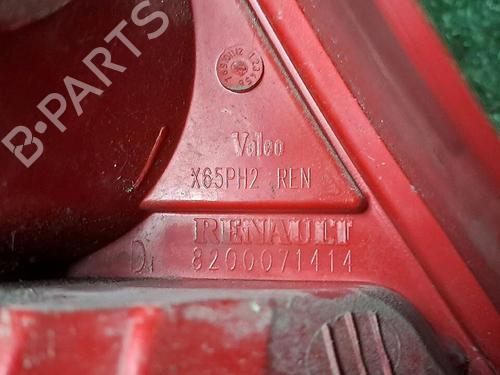 B-PARTS
Valeo
X65PH2 REN
RENAULT
D,
8200071414